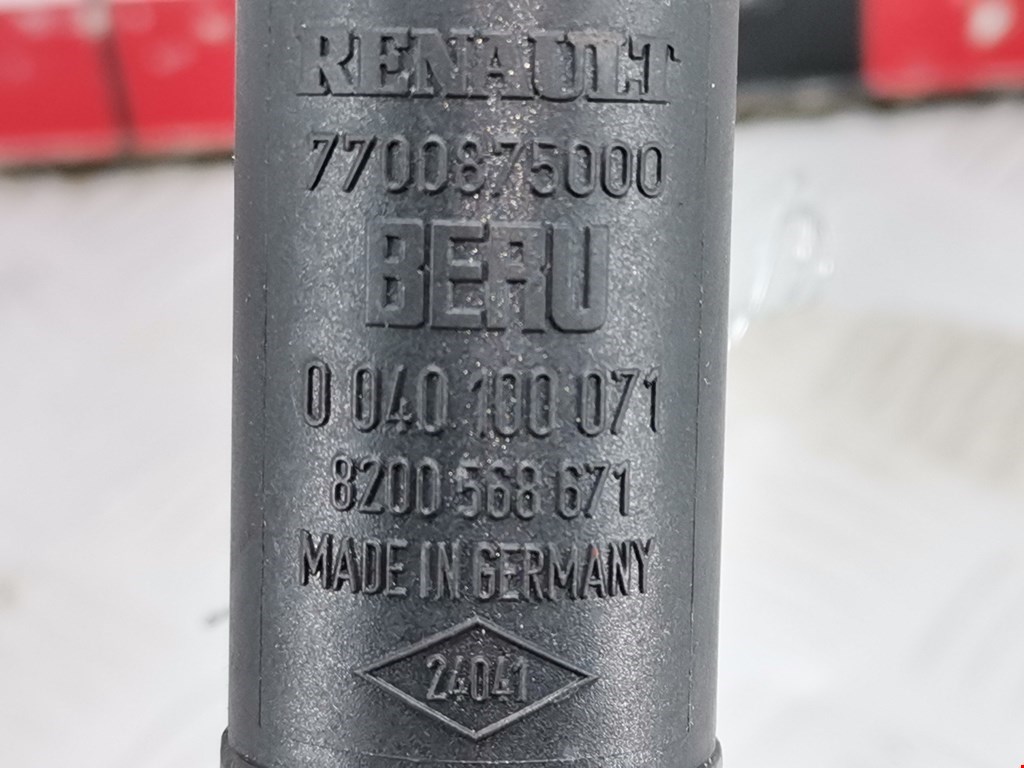 RENAULT
7700875000
BERU
0 040 100 071
8200 568 671
MADE IN GERMANY
24041